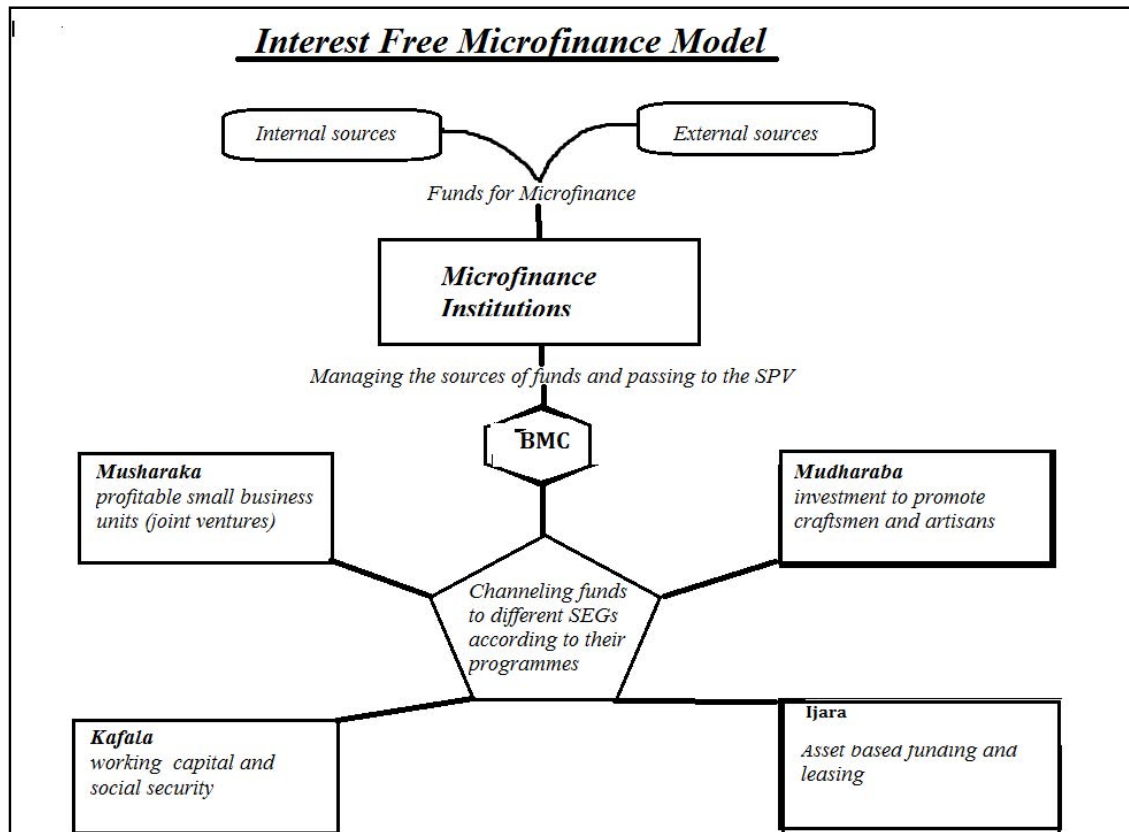 Interest Free Microfinance Model
Internal sources
External sources
Funds for Microfinance
Microfinance
Institutions
Managing the sources of funds and passing to the SPV
BMC
Musharaka
profitable small business
units (joint ventures)
Mudharaba
investment to promote
craftsmen and artisans
Channeling funds
to different SEGs
according to their
programmes
Kafala
working capital and
social security
Ijara
Asset based funding and
leasing